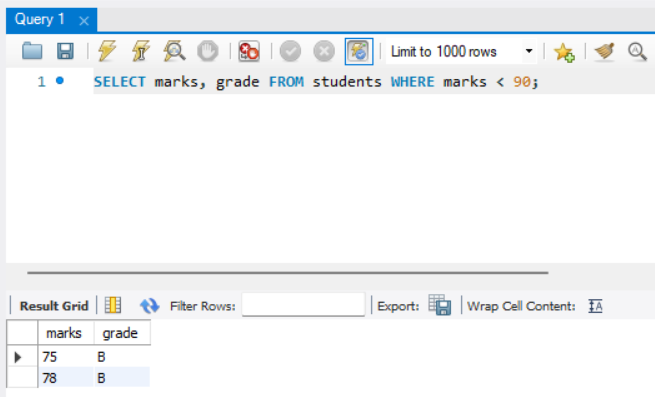 Query 1
Limit to 1000 rows
1 SELECT marks, grade FROM students WHERE marks < 90;
Result Grid Filter Rows: Export: Wrap Cell Content: IA
marks grade
75 B
78 B